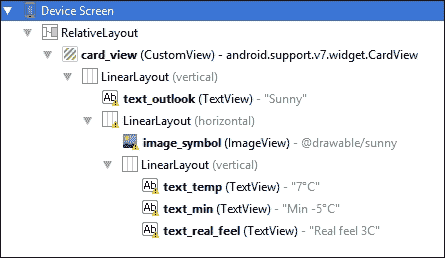 Device Screen
RelativeLayout
card_view (CustomView) - android.support.v7.widget.CardView
LinearLayout (vertical)
Ab text_outlook (TextView) - "Sunny"
LinearLayout (horizontal)
image_symbol (ImageView) - @drawable/sunny
LinearLayout (vertical)
Ab text_temp (TextView) - "7°C"
Ab text_min (TextView) - "Min -5°C"
Ab text_real_feel (TextView) - "Real feel 3C"